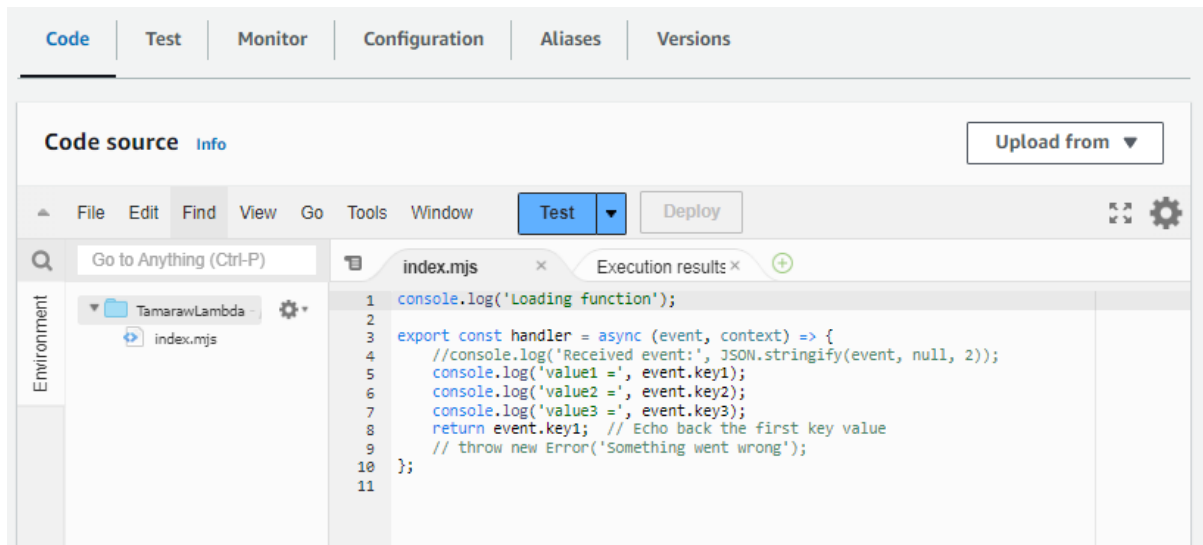 Code Test Monitor Configuration Aliases Versions
Code source Info
Upload from
File Edit Find View Go Tools Window Test Deploy
Go to Anything (Ctrl-P)
index.mjs
Execution results
Environment
TamarawLambda -
index.mjs
1 console.log('Loading function');
2
3 export const handler = async (event, context) => {
4 //console.log('Received event:', JSON.stringify(event, null, 2));
5 console.log('value1 =', event.key1);
6 console.log('value2 =', event.key2);
7 console.log('value3 =', event.key3);
8 return event.key1; // Echo back the first key value
9 // throw new Error('Something went wrong');
10 };
11